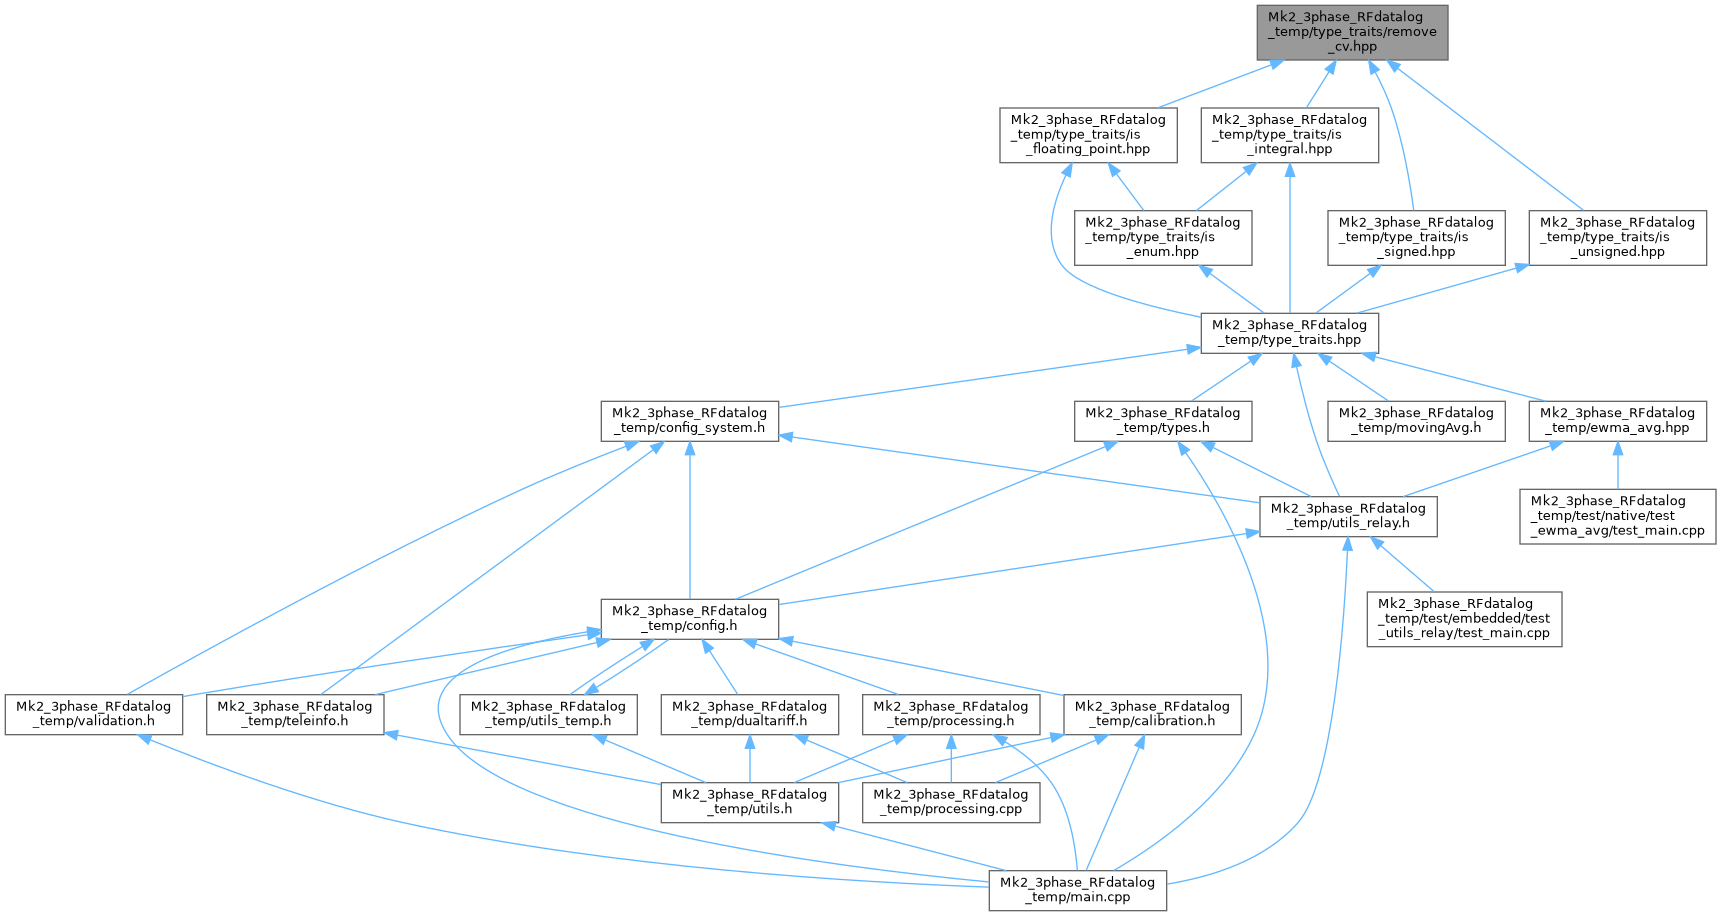 Mk2_3phase_RFdatalog
_temp/type_traits/remove
_cv.hpp
Mk2_3phase_RFdatalog
_temp/type_traits/is
_floating_point.hpp
Mk2_3phase_RFdatalog
_temp/type_traits/is
_integral.hpp
Mk2_3phase_RFdatalog
_temp/type_traits/is
_enum.hpp
Mk2_3phase_RFdatalog
_temp/type_traits/is
_signed.hpp
Mk2_3phase_RFdatalog
_temp/type_traits/is
_unsigned.hpp
Mk2_3phase_RFdatalog
_temp/type_traits.hpp
Mk2_3phase_RFdatalog
_temp/config_system.h
Mk2_3phase_RFdatalog
_temp/types.h
Mk2_3phase_RFdatalog
_temp/movingAvg.h
Mk2_3phase_RFdatalog
_temp/ewma_avg.hpp
Mk2_3phase_RFdatalog
_temp/utils_relay.h
Mk2_3phase_RFdatalog
_temp/test/native/test
_ewma_avg/test_main.cpp
Mk2_3phase_RFdatalog
_temp/config.h
Mk2_3phase_RFdatalog
_temp/test/embedded/test
_utils_relay/test_main.cpp
Mk2_3phase_RFdatalog
_temp/validation.h
Mk2_3phase_RFdatalog
_temp/teleinfo.h
Mk2_3phase_RFdatalog
_temp/utils_temp.h
Mk2_3phase_RFdatalog
_temp/dualtariff.h
Mk2_3phase_RFdatalog
_temp/processing.h
Mk2_3phase_RFdatalog
_temp/calibration.h
Mk2_3phase_RFdatalog
_temp/utils.h
Mk2_3phase_RFdatalog
_temp/processing.cpp
Mk2_3phase_RFdatalog
_temp/main.cpp